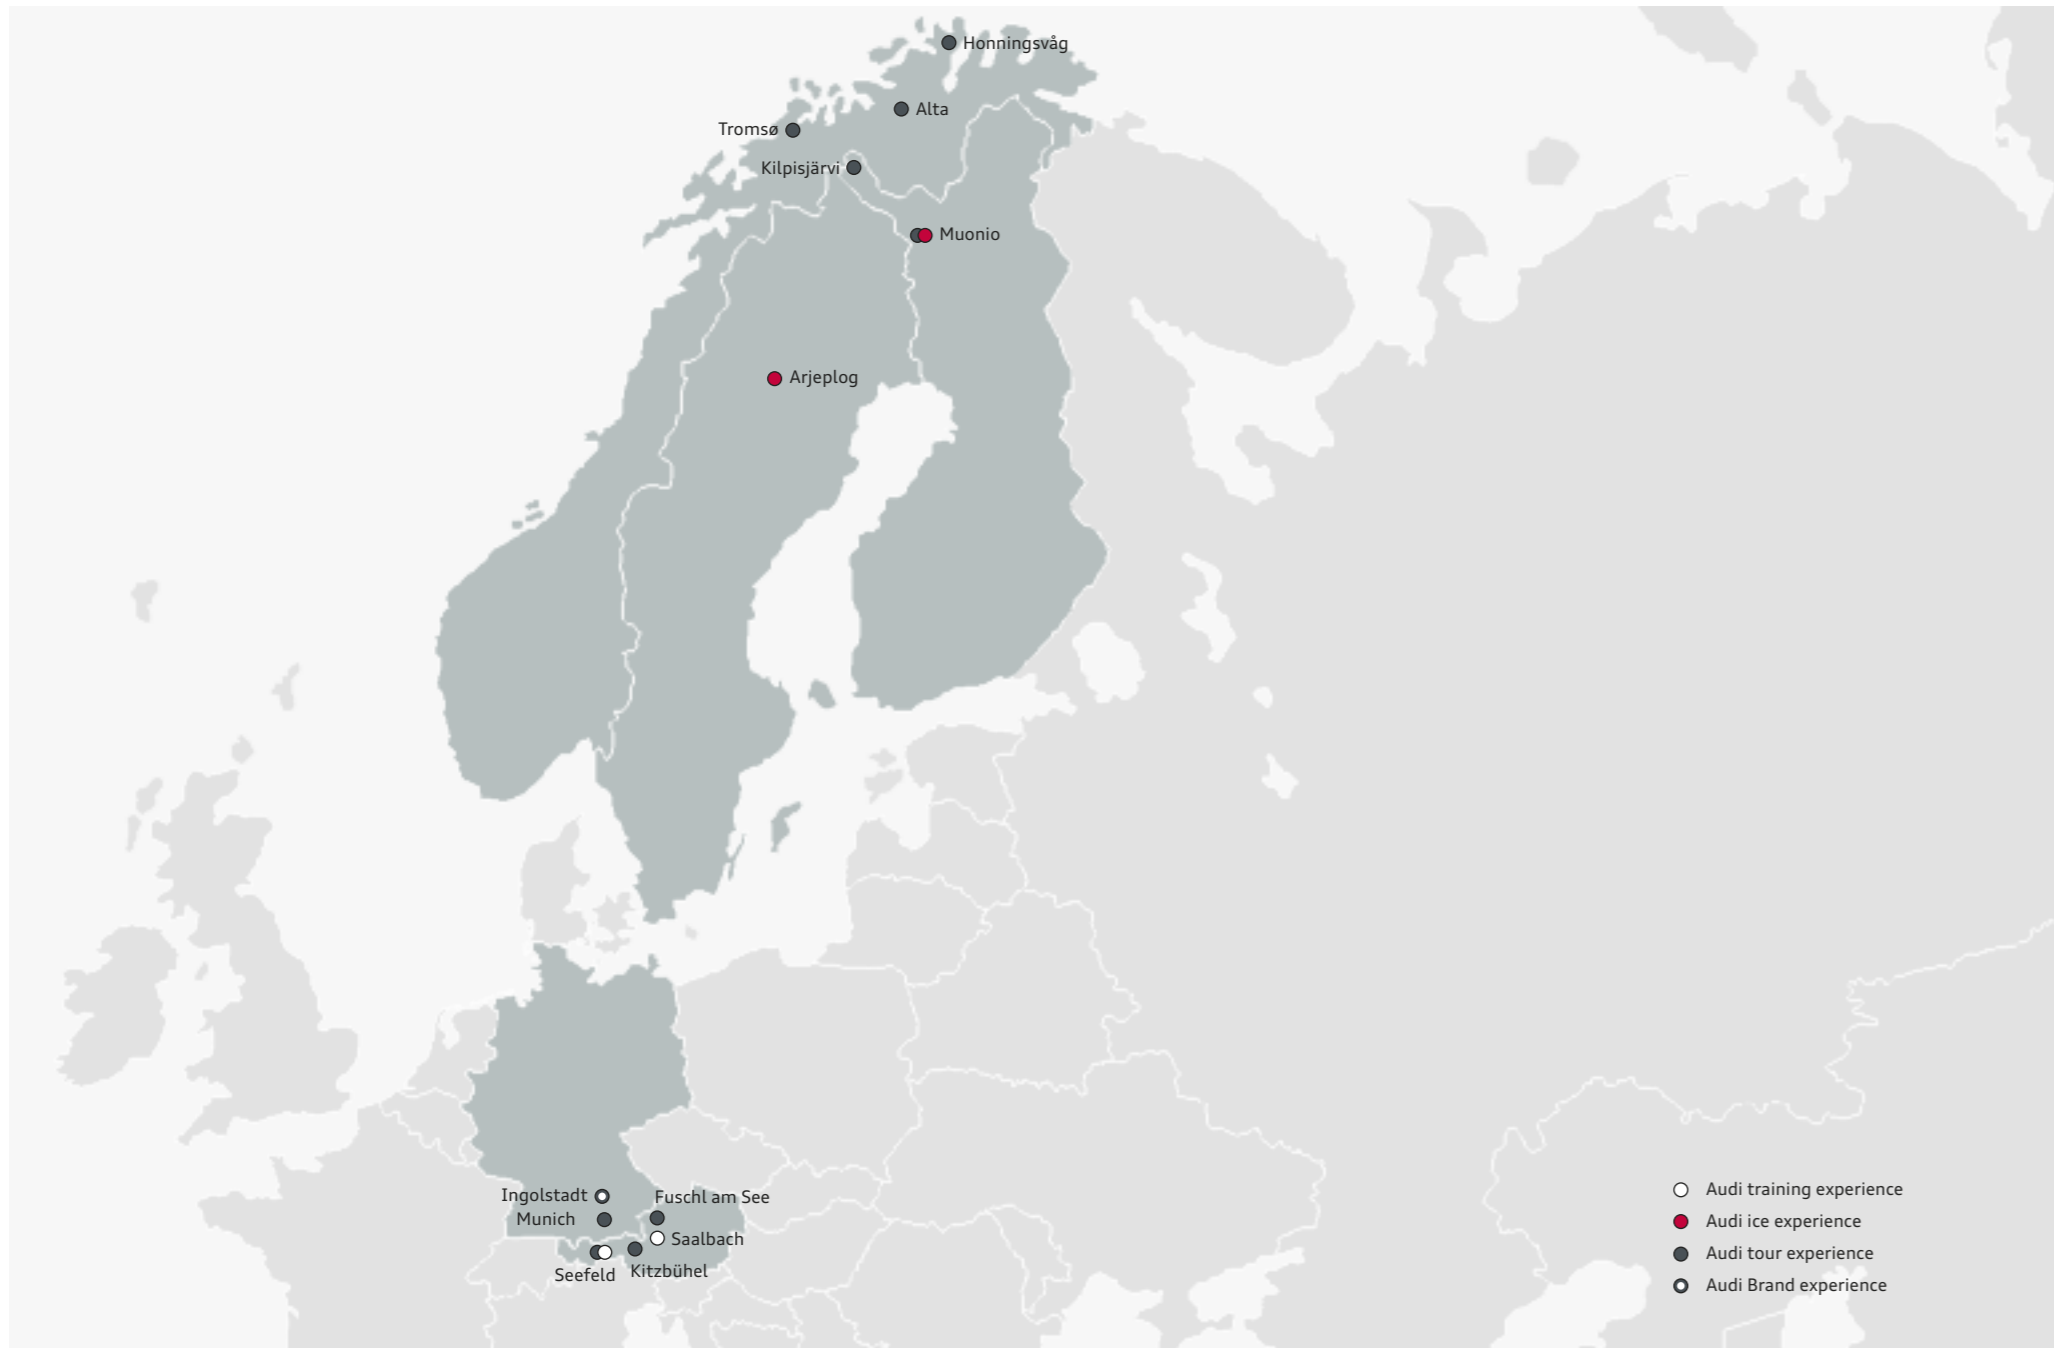 Honningsvåg
Alta
Tromsø
Kilpisjärvi
Muonio
Arjeplog
Ingolstadt
Fuschl am See
Munich
Saalbach
Seefeld
Kitzbühel
Audi training experience
Audi ice experience
Audi tour experience
Audi Brand experience